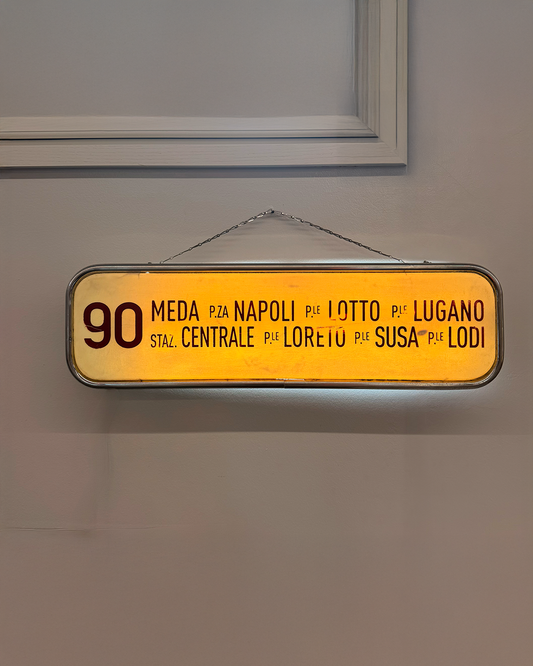 90 MEDA P.ZA NAPOLI P.LE LOTTO P.LE LUGANO
STAZ. CENTRALE P.LE LORETO P.LE SUSA P.LE LODI